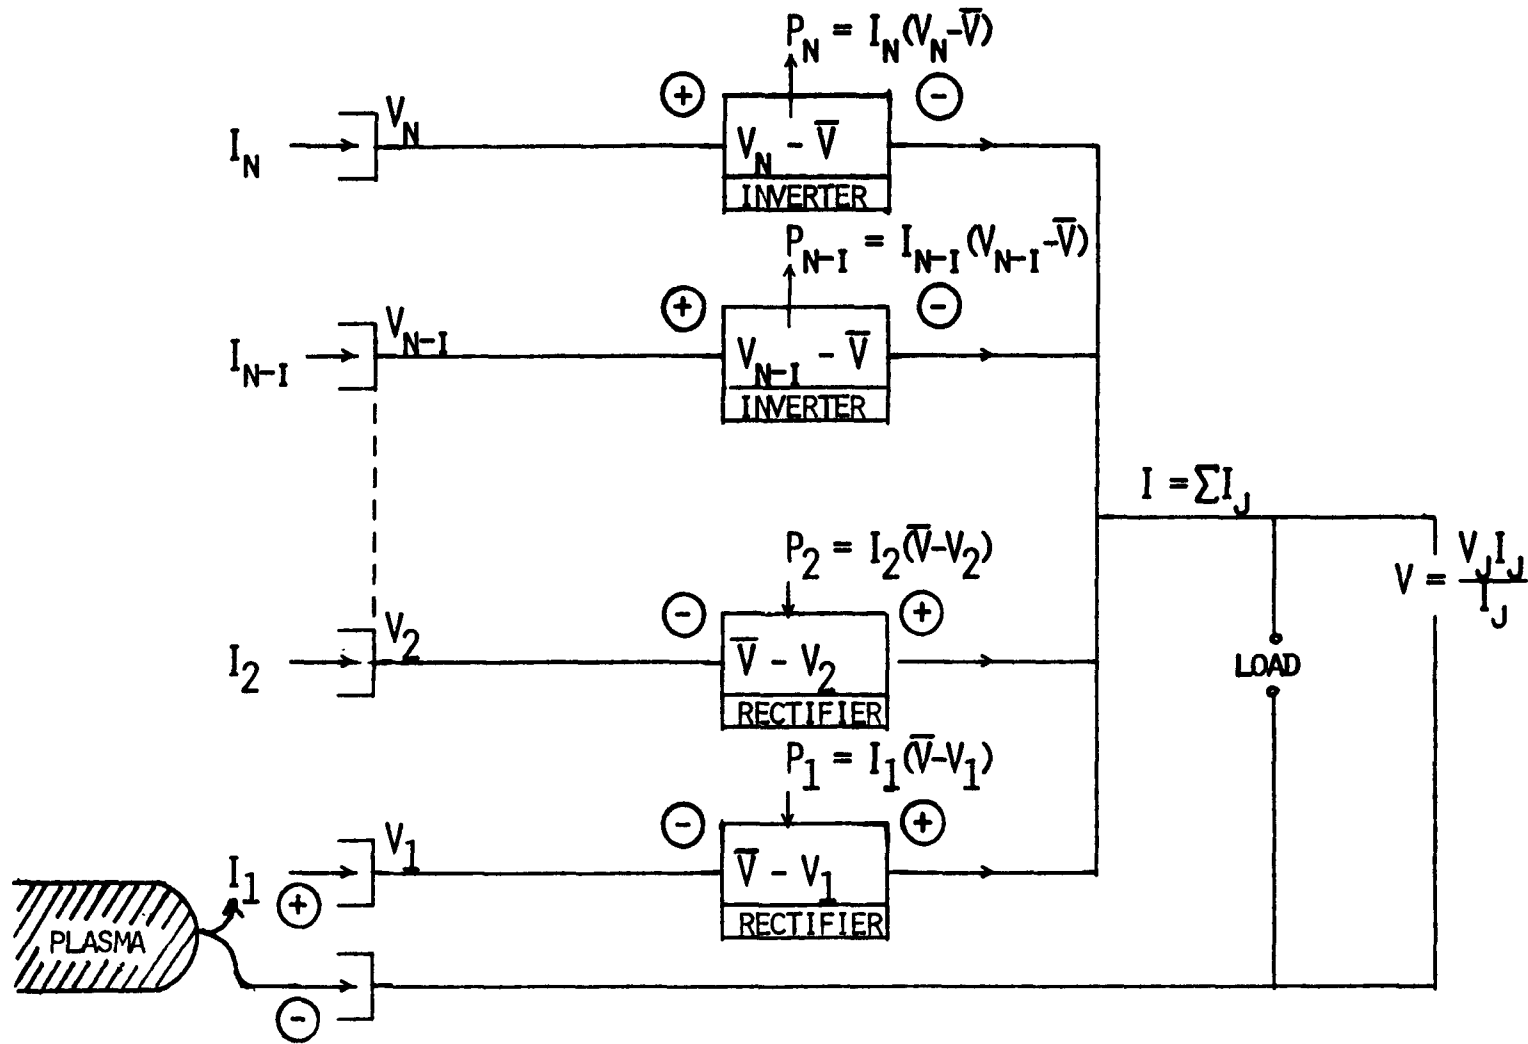 P_N = I_N(V_N-V̅)
⊕ ⊖
I_N V_N V_N - V̅
INVERTER
P_N-I = I_N-I(V_N-I-V̅)
⊕ ⊖
I_N-I V_N-I V_N-I - V̅
INVERTER
I = ∑I_J
V = V_J I_J / I_J
P_2 = I_2(V̅-V_2)
⊖ ⊕
I_2 V_2 V̅ - V_2
LOAD
RECTIFIER
P_1 = I_1(V̅-V_1)
⊖ ⊕
I_1 V_1 V̅ - V_1
⊕
RECTIFIER
PLASMA
⊖